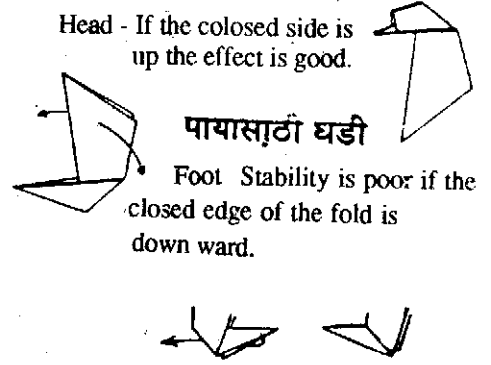 Head - If the colosed side is
up the effect is good.
पायासाठी घडी
Foot Stability is poor if the
closed edge of the fold is
down ward.